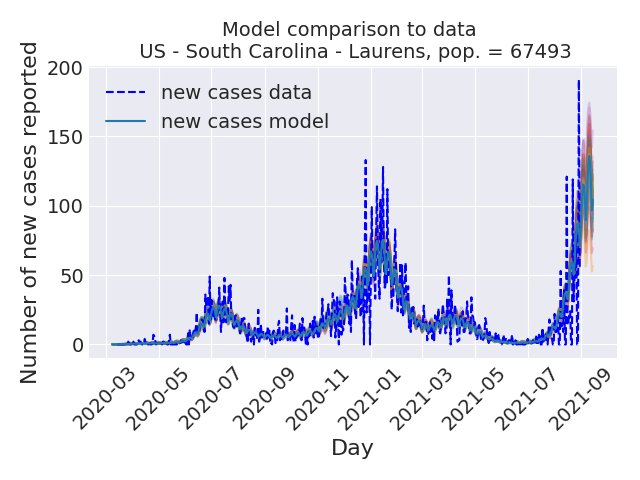 Model comparison to data
US - South Carolina - Laurens, pop. = 67493
Number of new cases reported
200
150
100
50
0
new cases data
new cases model
2020-03
2020-05
2020-07
2020-09
2020-11
2021-01
2021-03
2021-05
2021-07
2021-09
Day